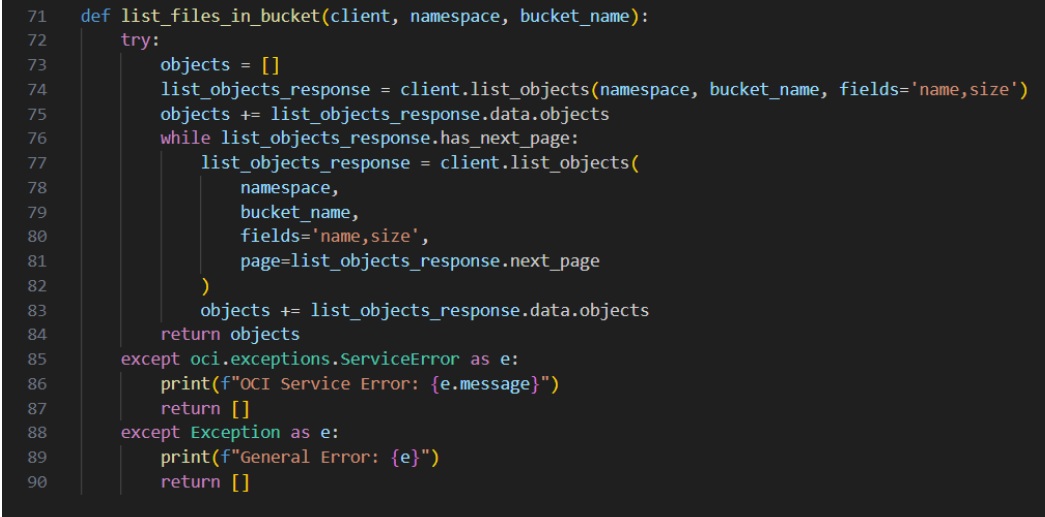 71 def list_files_in_bucket(client, namespace, bucket_name):
72     try:
73         objects = []
74         list_objects_response = client.list_objects(namespace, bucket_name, fields='name,size')
75         objects += list_objects_response.data.objects
76         while list_objects_response.has_next_page:
77             list_objects_response = client.list_objects(
78                 namespace,
79                 bucket_name,
80                 fields='name,size',
81                 page=list_objects_response.next_page
82             )
83             objects += list_objects_response.data.objects
84         return objects
85     except oci.exceptions.ServiceError as e:
86         print(f"OCI Service Error: {e.message}")
87         return []
88     except Exception as e:
89         print(f"General Error: {e}")
90         return []